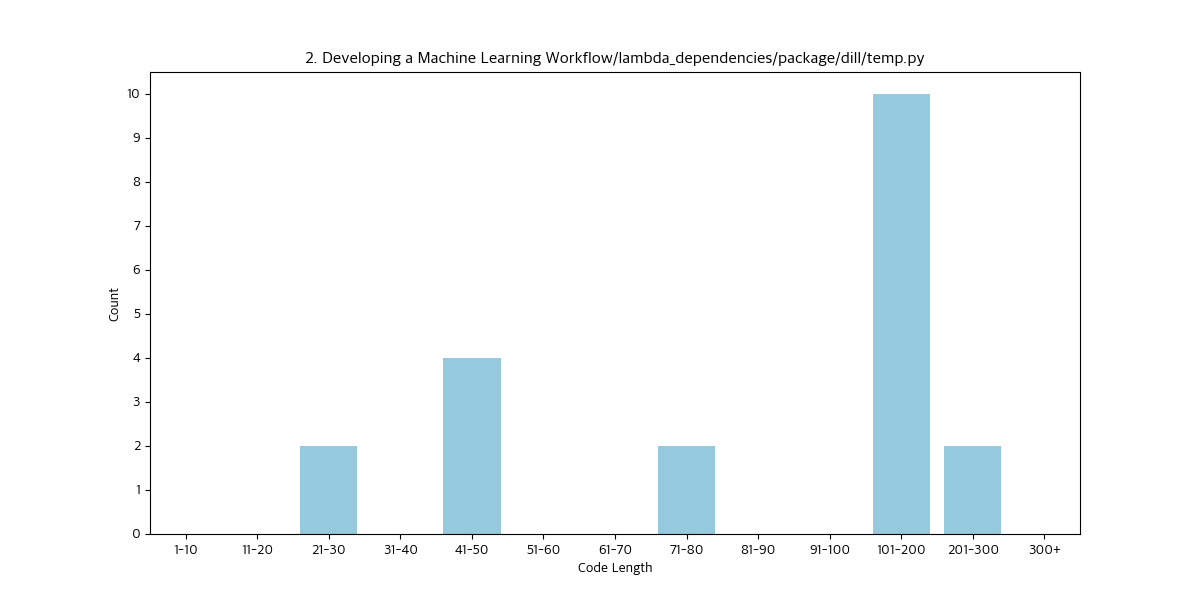 2. Developing a Machine Learning Workflow/lambda_dependencies/package/dill/temp.py
10
9
8
7
6
5
4
3
2
1
0
Count
1-10 11-20 21-30 31-40 41-50 51-60 61-70 71-80 81-90 91-100 101-200 201-300 300+
Code Length